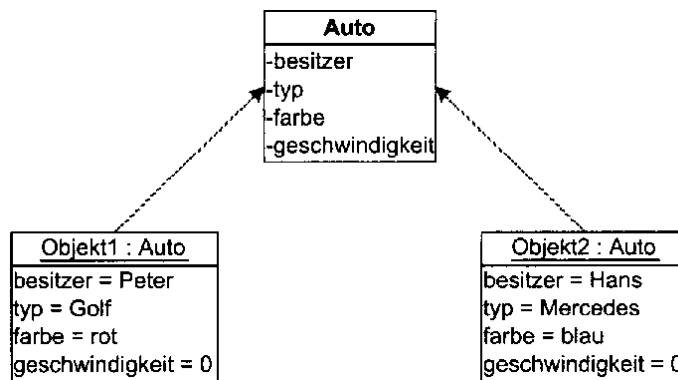 Auto
-besitzer
-typ
-farbe
-geschwindigkeit
Objekt1 : Auto
besitzer = Peter
typ = Golf
farbe = rot
geschwindigkeit = 0
Objekt2 : Auto
besitzer = Hans
typ = Mercedes
farbe = blau
geschwindigkeit = 0